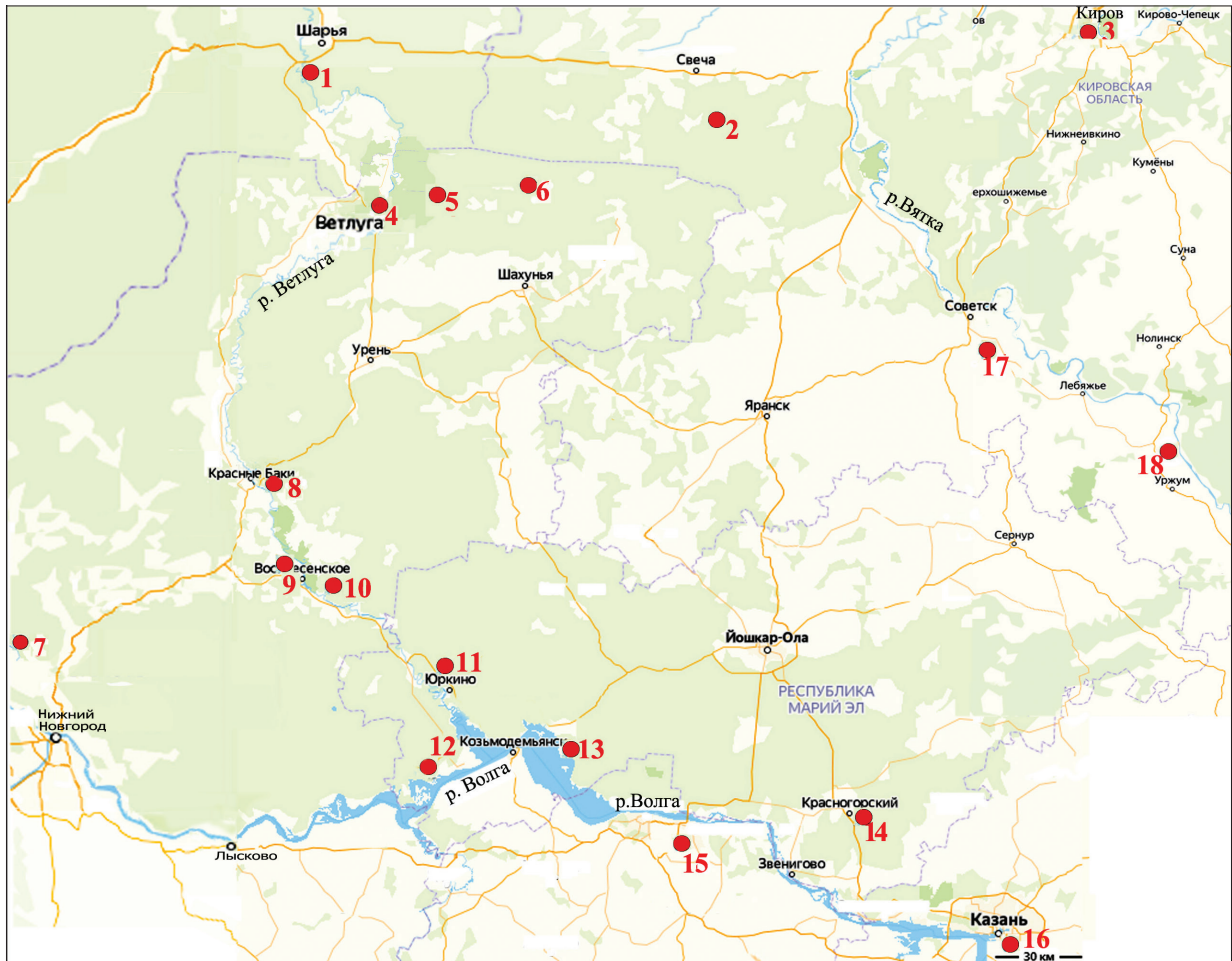 Шарья
1
Свеча
2
ов
Киров
3
Кирово-Чепецк
КИРОВСКАЯ
ОБЛАСТЬ
Нижнеивкино
Кумёны
ерхошижемье
6
5
4
Ветлуга
р. Ветлуга
р.Вятка
Суна
Шахунья
Советск
Урень
17
Нолинск
Лебяжье
Яранск
18
Уржум
Красные Баки
8
Сернур
9
Воскресенское
10
7
Йошкар-Ола
11
Юркино
РЕСПУБЛИКА
МАРИЙ ЭЛ
Нижний
Новгород
12
Козьмодемьянск
13
р. Волга
р.Волга
Красногорский
14
Лысково
15
Звенигово
Казань
16
30 км